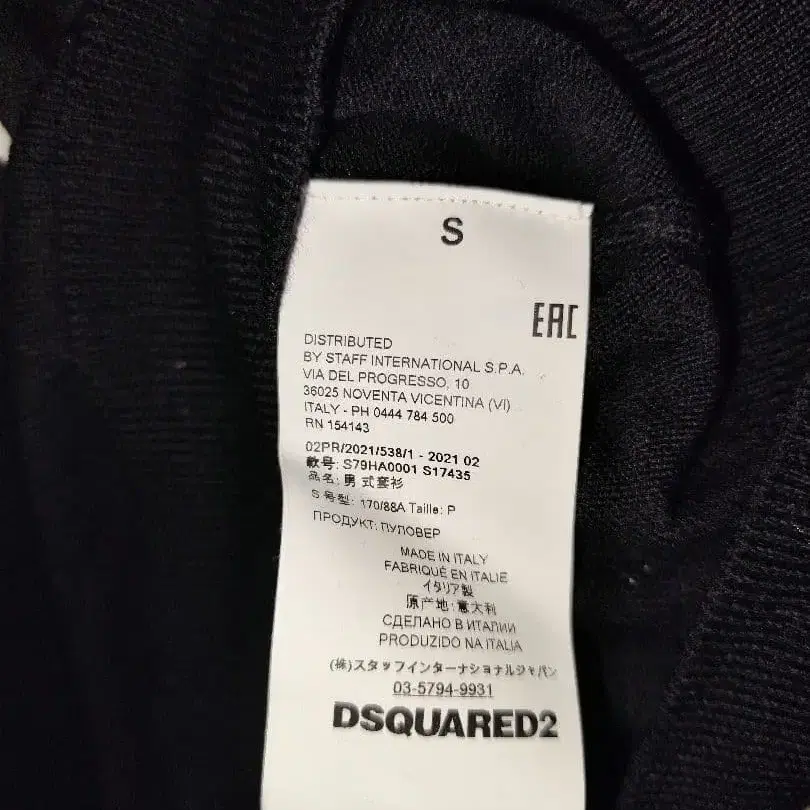 S
EAC
DISTRIBUTED
BY STAFF INTERNATIONAL S.P.A.
VIA DEL PROGRESSO, 10
36025 NOVENTA VICENTINA (VI)
ITALY - PH 0444 784 500
RN 154143
02PR/2021/538/1 - 2021 02
款号: S79HA0001 S17435
品名: 男式套衫
S 号型: 170/88A Taille: P
ПРОДУКТ: ПУЛОВЕР
MADE IN ITALY
FABRIQUÉ EN ITALIE
イタリア製
原产地: 意大利
СДЕЛАНО В ИТАЛИИ
PRODUZIDO NA ITALIA
(株)スタッフインターナショナルジャパン
03-5794-9931
DSQUARED2